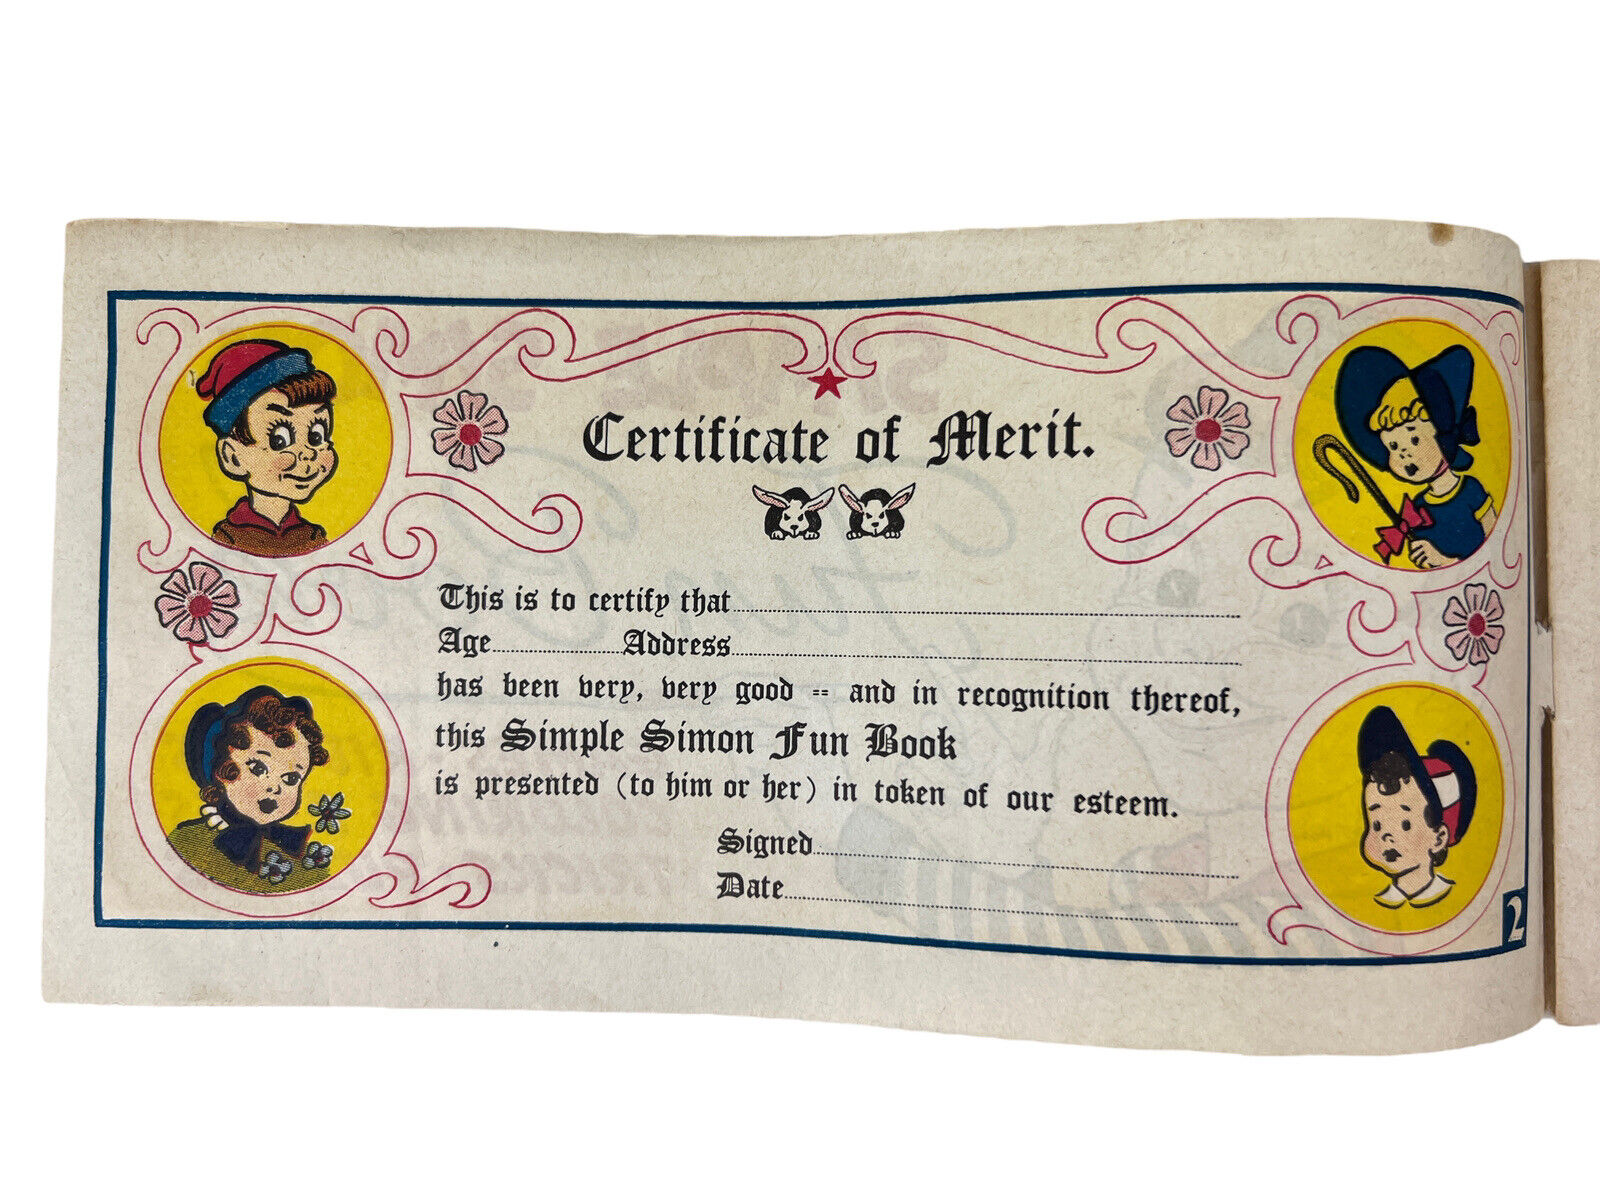 Certificate of Merit.
This is to certify that
Age Address
has been very, very good -- and in recognition thereof,
this Simple Simon Fun Book
is presented (to him or her) in token of our esteem.
Signed
Date
2